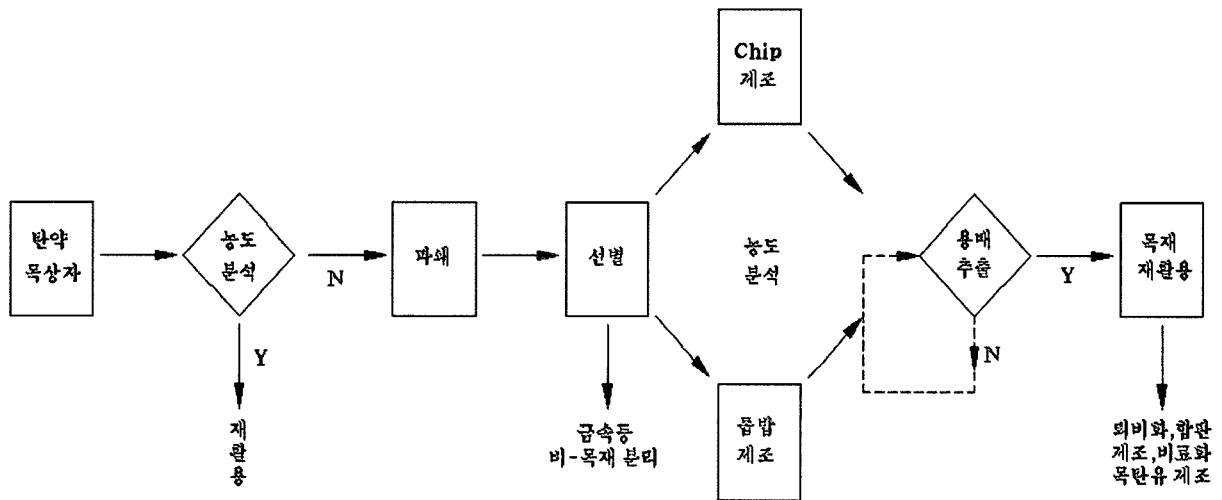 탄약
목상자
농도
분석
N
Y
재
활
용
파쇄
선별
금속등
비-목재 분리
Chip
제조
농도
분석
톱밥
제조
용매
추출
Y
N
목재
재활용
퇴비화,합판
제조,비료화
목탄유 제조